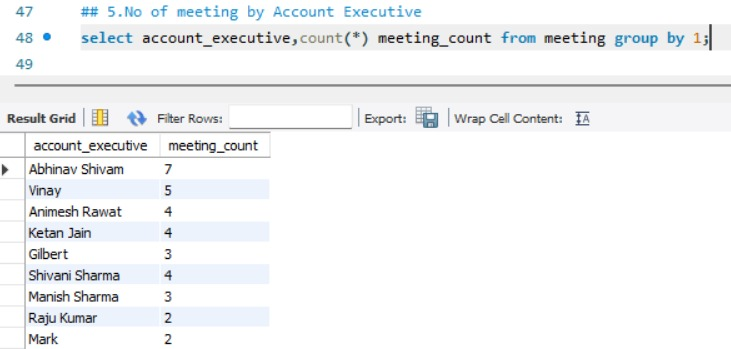 47 ## 5.No of meeting by Account Executive
48 select account_executive,count(*) meeting_count from meeting group by 1;
49
Result Grid Filter Rows: Export: Wrap Cell Content: IA
account_executive meeting_count
Abhinav Shivam 7
Vinay 5
Animesh Rawat 4
Ketan Jain 4
Gilbert 3
Shivani Sharma 4
Manish Sharma 3
Raju Kumar 2
Mark 2